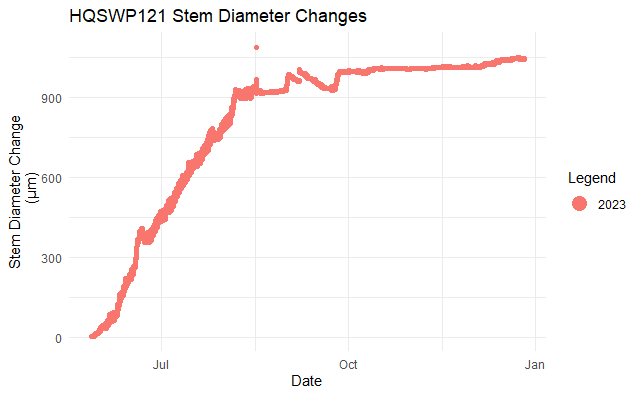 HQSWP121 Stem Diameter Changes
900
600
300
0
Stem Diameter Change
(µm)
Jul
Oct
Jan
Date
Legend
2023